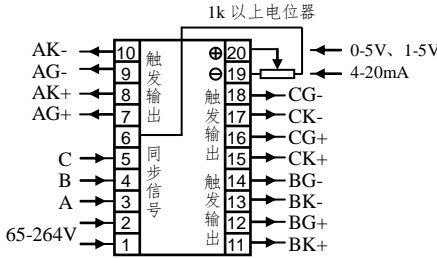 1k 以上电位器
AK- 10 触发输出 ⊕ 20 0-5V、1-5V
AG- 9 ⊖ 19 4-20mA
AK+ 8 触发输出 18 CG-
AG+ 7 17 CK-
6 同步信号 16 CG+
C 5 15 CK+
B 4 触发输出 14 BG-
A 3 13 BK-
65-264V 2 12 BG+
1 11 BK+